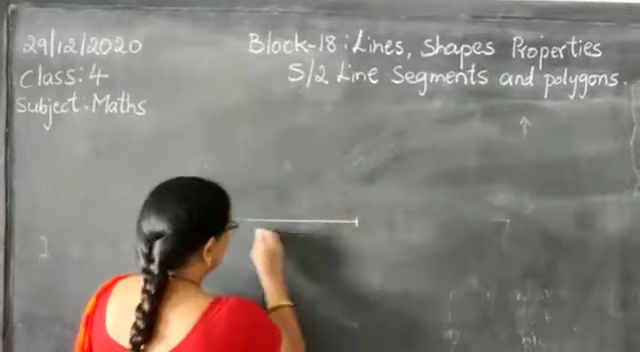 29/12/2020
Class: 4
Subject: Maths
Block-18: Lines, Shapes Properties
S/2 Line Segments and polygons.